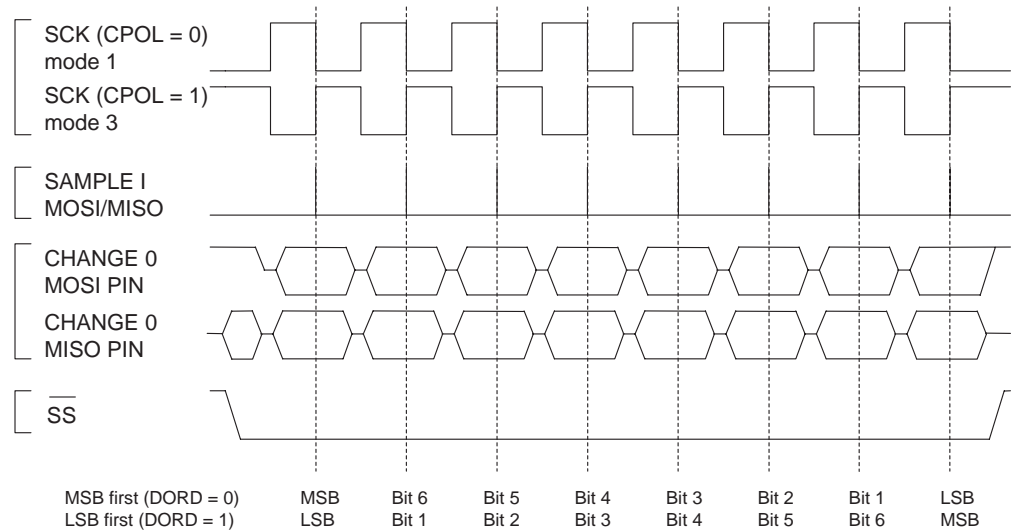 SCK (CPOL = 0)
mode 1
SCK (CPOL = 1)
mode 3
SAMPLE I
MOSI/MISO
CHANGE 0
MOSI PIN
CHANGE 0
MISO PIN
SS
MSB first (DORD = 0) MSB Bit 6 Bit 5 Bit 4 Bit 3 Bit 2 Bit 1 LSB
LSB first (DORD = 1) LSB Bit 1 Bit 2 Bit 3 Bit 4 Bit 5 Bit 6 MSB